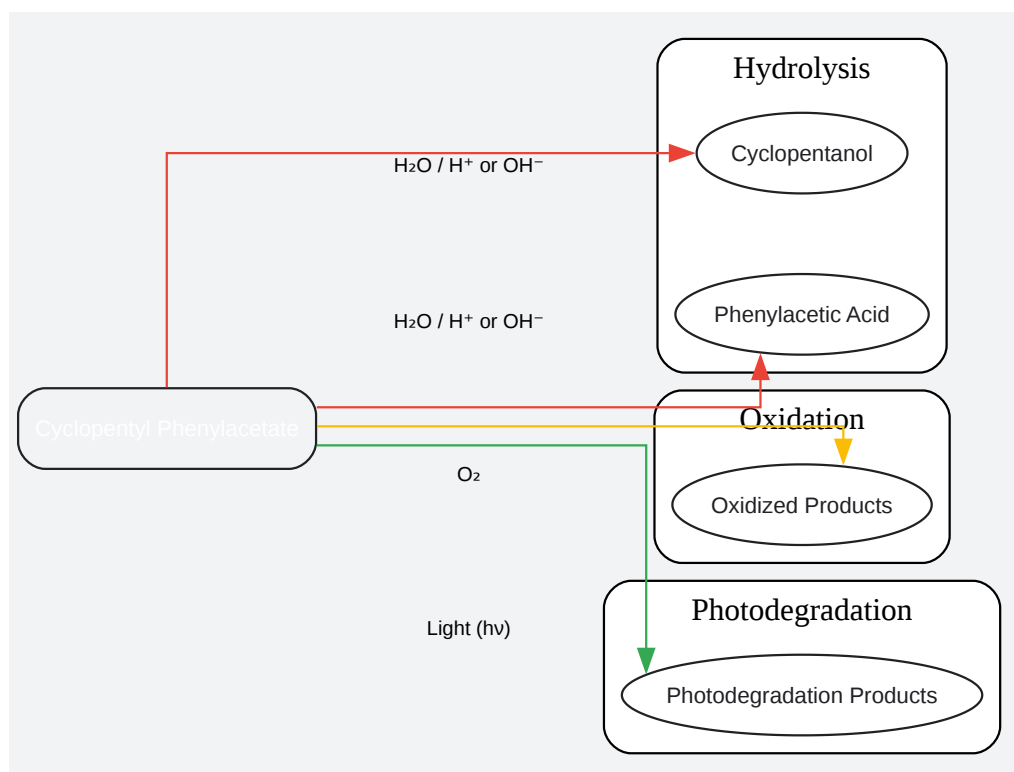 Hydrolysis
Cyclopentanol
H₂O / H⁺ or OH⁻
Phenylacetic Acid
H₂O / H⁺ or OH⁻
Cyclopentyl Phenylacetate
Oxidation
O₂
Oxidized Products
Photodegradation
Light (hν)
Photodegradation Products